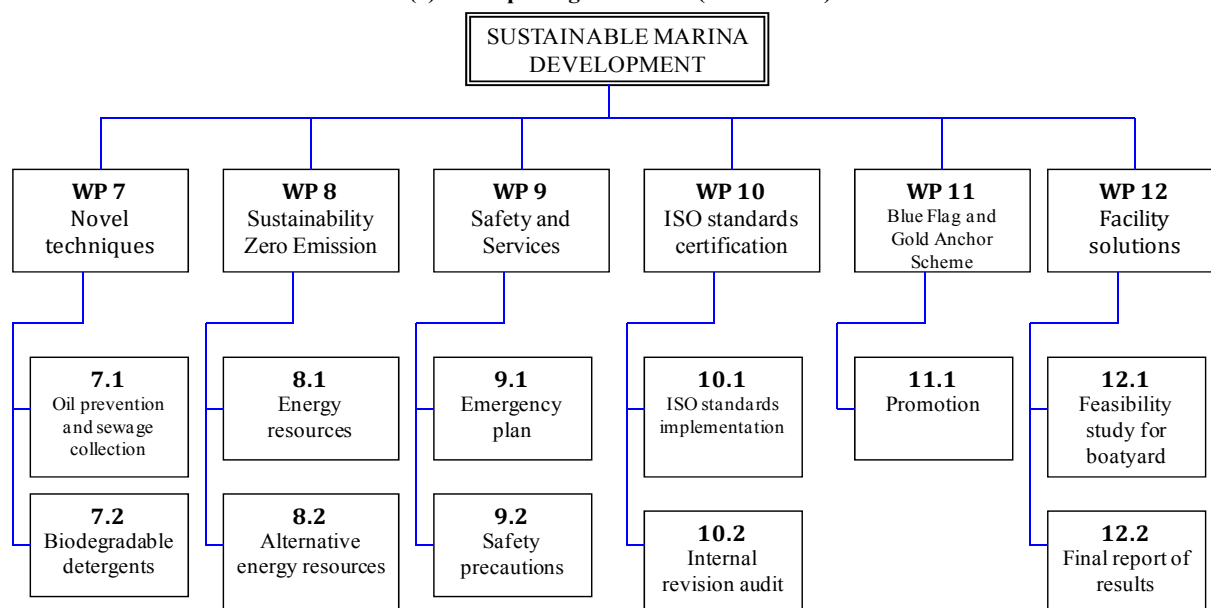 SUSTAINABLE MARINA
DEVELOPMENT
WP 7
Novel
techniques
WP 8
Sustainability
Zero Emission
WP 9
Safety and
Services
WP 10
ISO standards
certification
WP 11
Blue Flag and
Gold Anchor
Scheme
WP 12
Facility
solutions
7.1
Oil prevention
and sewage
collection
8.1
Energy
resources
9.1
Emergency
plan
10.1
ISO standards
implementation
11.1
Promotion
12.1
Feasibility
study for
boatyard
7.2
Biodegradable
detergents
8.2
Alternative
energy resources
9.2
Safety
precautions
10.2
Internal
revision audit
12.2
Final report of
results